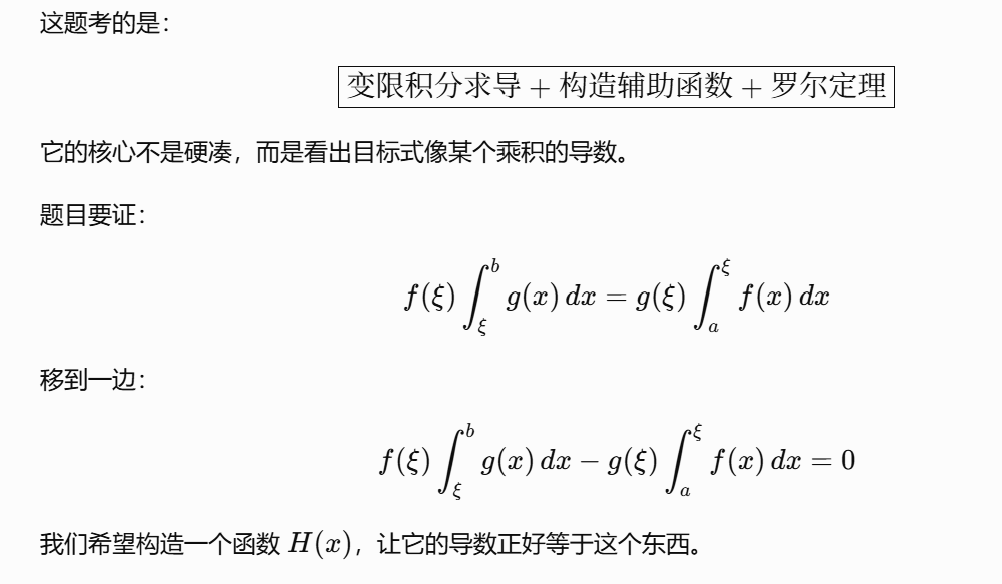 这题考的是：
变限积分求导 + 构造辅助函数 + 罗尔定理
它的核心不是硬凑，而是看出目标式像某个乘积的导数。
题目要证：
f(ξ) ∫_ξ^b g(x) dx = g(ξ) ∫_a^ξ f(x) dx
移到一边：
f(ξ) ∫_ξ^b g(x) dx − g(ξ) ∫_a^ξ f(x) dx = 0
我们希望构造一个函数 H(x)，让它的导数正好等于这个东西。